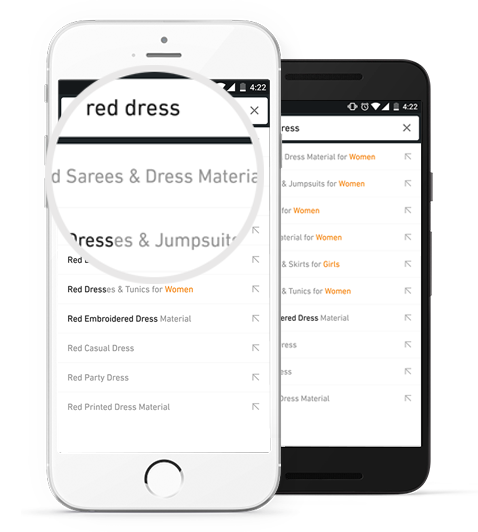 4:22
red dress
d Sarees & Dress Materia
Dresses & Jumpsuits
Red
Red Dresses & Tunics for Women
Red Embroidered Dress Material
Red Casual Dress
Red Party Dress
Red Printed Dress Material
4:22
ress
Dress Material for Women
& Jumpsuits for Women
for Women
aterial for Women
& Skirts for Girls
& Tunics for Women
ered Dress Material
ress
ess
Dress Material